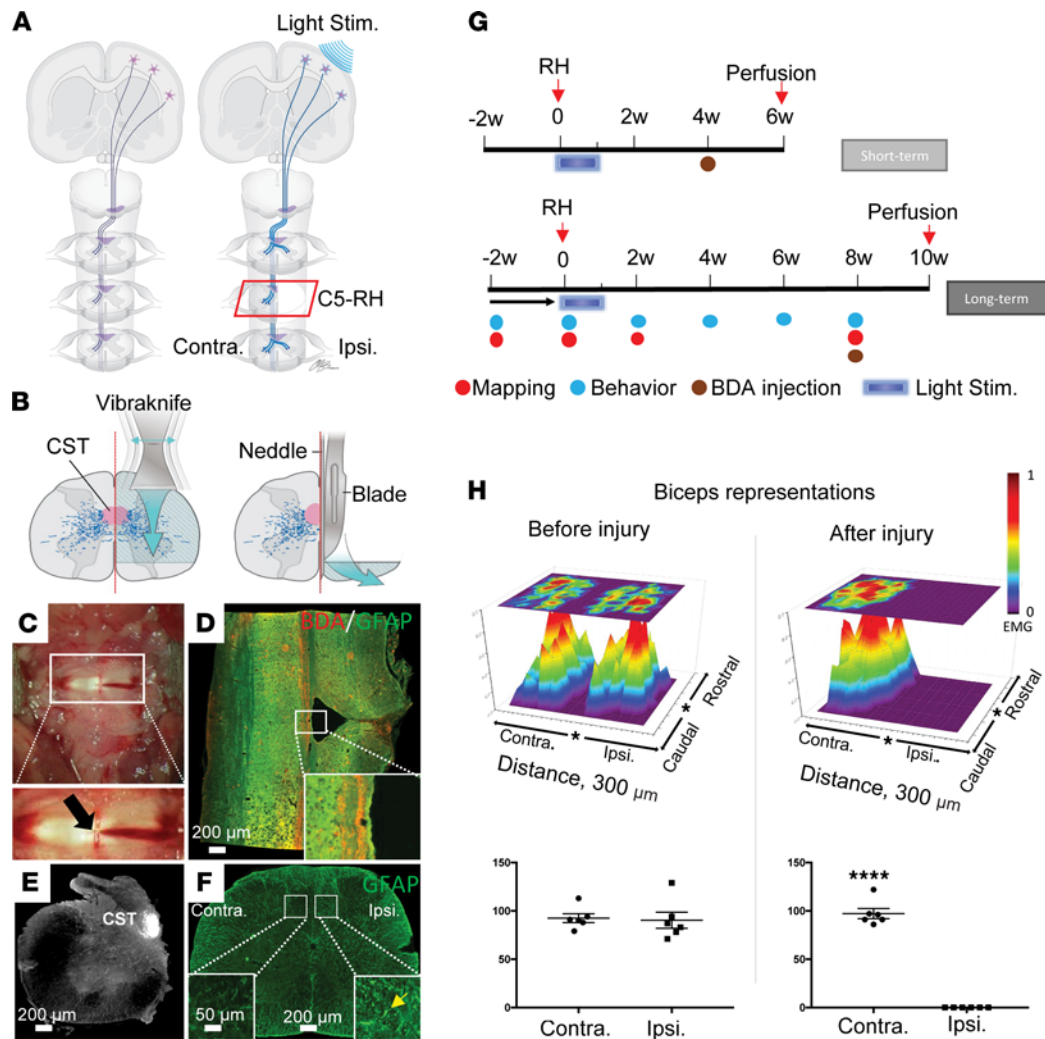 A
Light Stim.
C5-RH
Contra.
Ipsi.
B
Vibraknife
CST
Neddle
Blade
C
D
BDA/GFAP
200 μm
E
CST
200 μm
F
GFAP
Contra.
Ipsi.
50 μm
200 μm
G
RH
Perfusion
-2w 0 2w 4w 6w
Short-term
RH
Perfusion
-2w 0 2w 4w 6w 8w 10w
Long-term
Mapping Behavior BDA injection Light Stim.
H
Biceps representations
Before injury
After injury
1
0
EMG
Contra. * Ipsi.
Caudal * Rostral
Distance, 300 μm
Contra. * Ipsi..
Caudal * Rostral
Distance, 300 μm
150
100
50
0
Contra. Ipsi.
150
100
50
0
****
Contra. Ipsi.